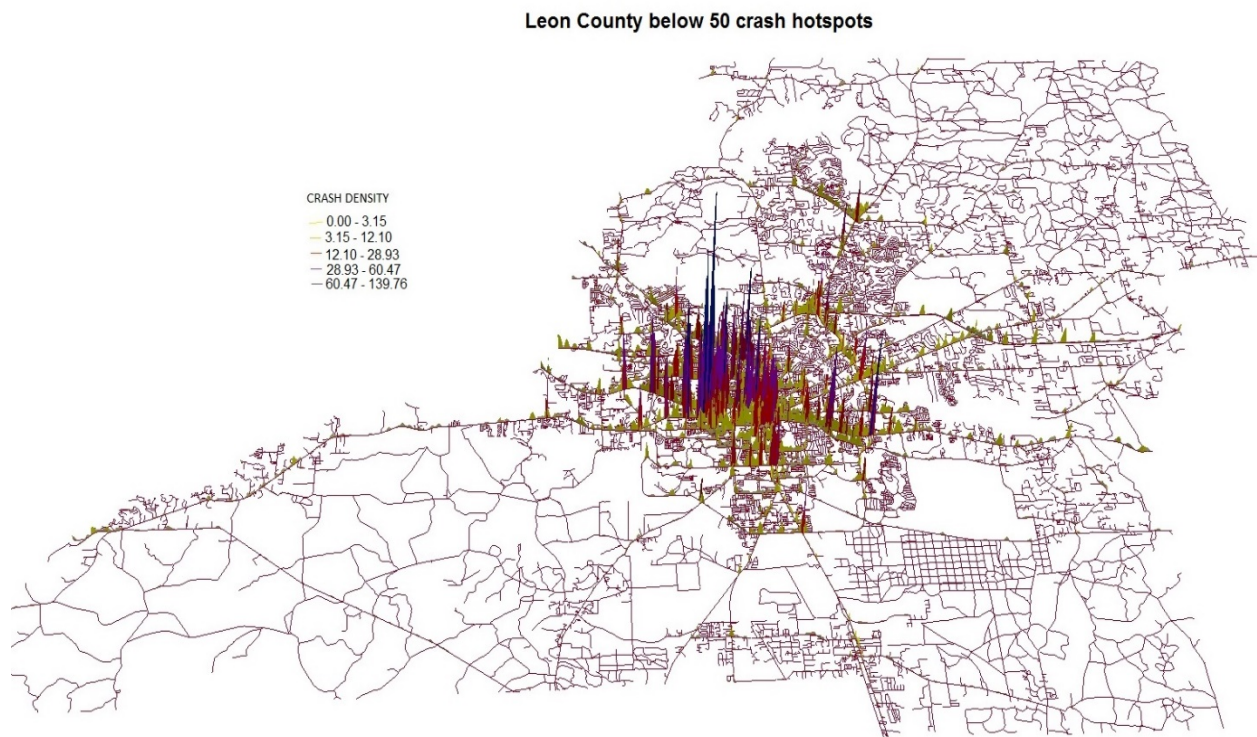 Leon County below 50 crash hotspots
CRASH DENSITY
0.00 - 3.15
3.15 - 12.10
12.10 - 28.93
28.93 - 60.47
60.47 - 139.76